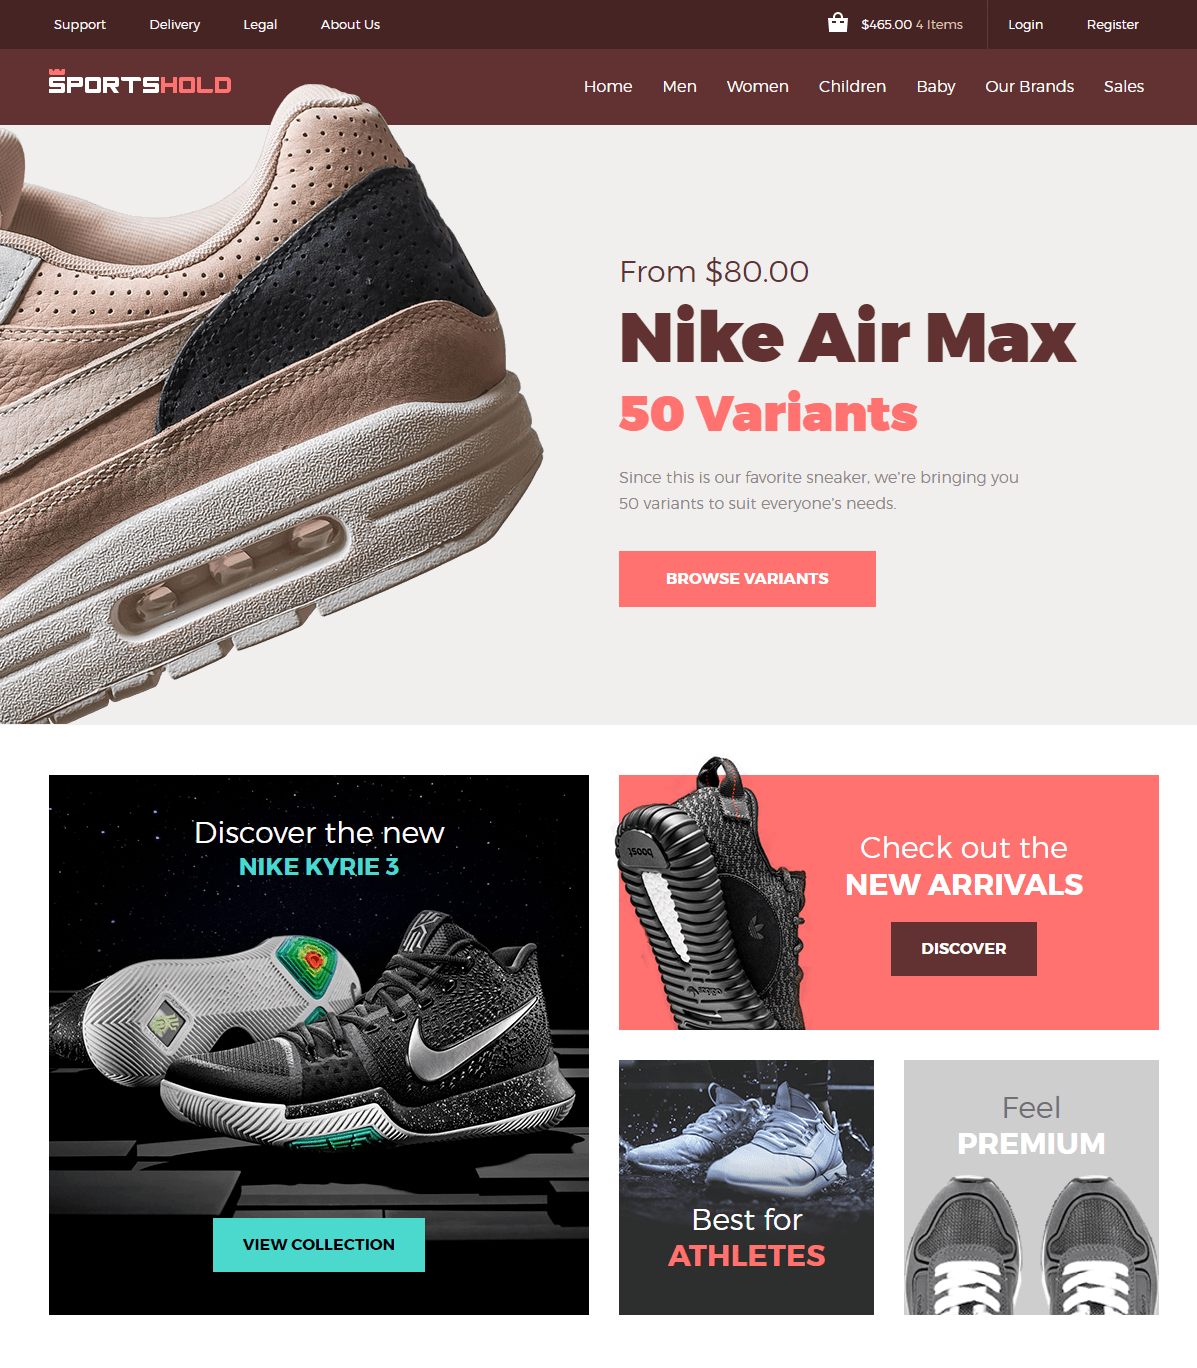 Support Delivery Legal About Us $465.00 4 Items Login Register
SPORTSHOLD
Home Men Women Children Baby Our Brands Sales
From $80.00
Nike Air Max
50 Variants
Since this is our favorite sneaker, we're bringing you
50 variants to suit everyone's needs.
BROWSE VARIANTS
Discover the new
NIKE KYRIE 3
VIEW COLLECTION
boost
Check out the
NEW ARRIVALS
DISCOVER
Best for
ATHLETES
Feel
PREMIUM